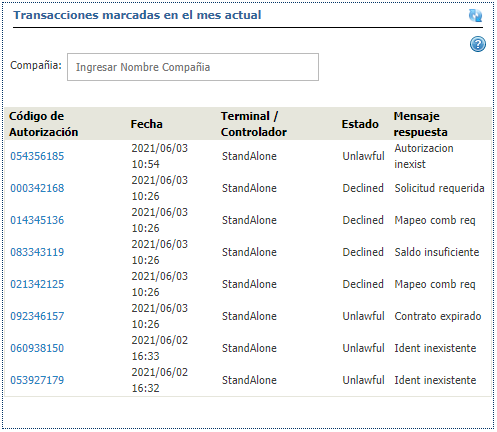 Transacciones marcadas en el mes actual
Compañia: Ingresar Nombre Compañia
Código de Autorización Fecha Terminal / Controlador Estado Mensaje respuesta
054356185 2021/06/03 10:54 StandAlone Unlawful Autorizacion inexist
000342168 2021/06/03 10:26 StandAlone Declined Solicitud requerida
014345136 2021/06/03 10:26 StandAlone Declined Mapeo comb req
083343119 2021/06/03 10:26 StandAlone Declined Saldo insuficiente
021342125 2021/06/03 10:26 StandAlone Declined Mapeo comb req
092346157 2021/06/03 10:26 StandAlone Unlawful Contrato expirado
060938150 2021/06/02 16:33 StandAlone Unlawful Ident inexistente
053927179 2021/06/02 16:32 StandAlone Unlawful Ident inexistente